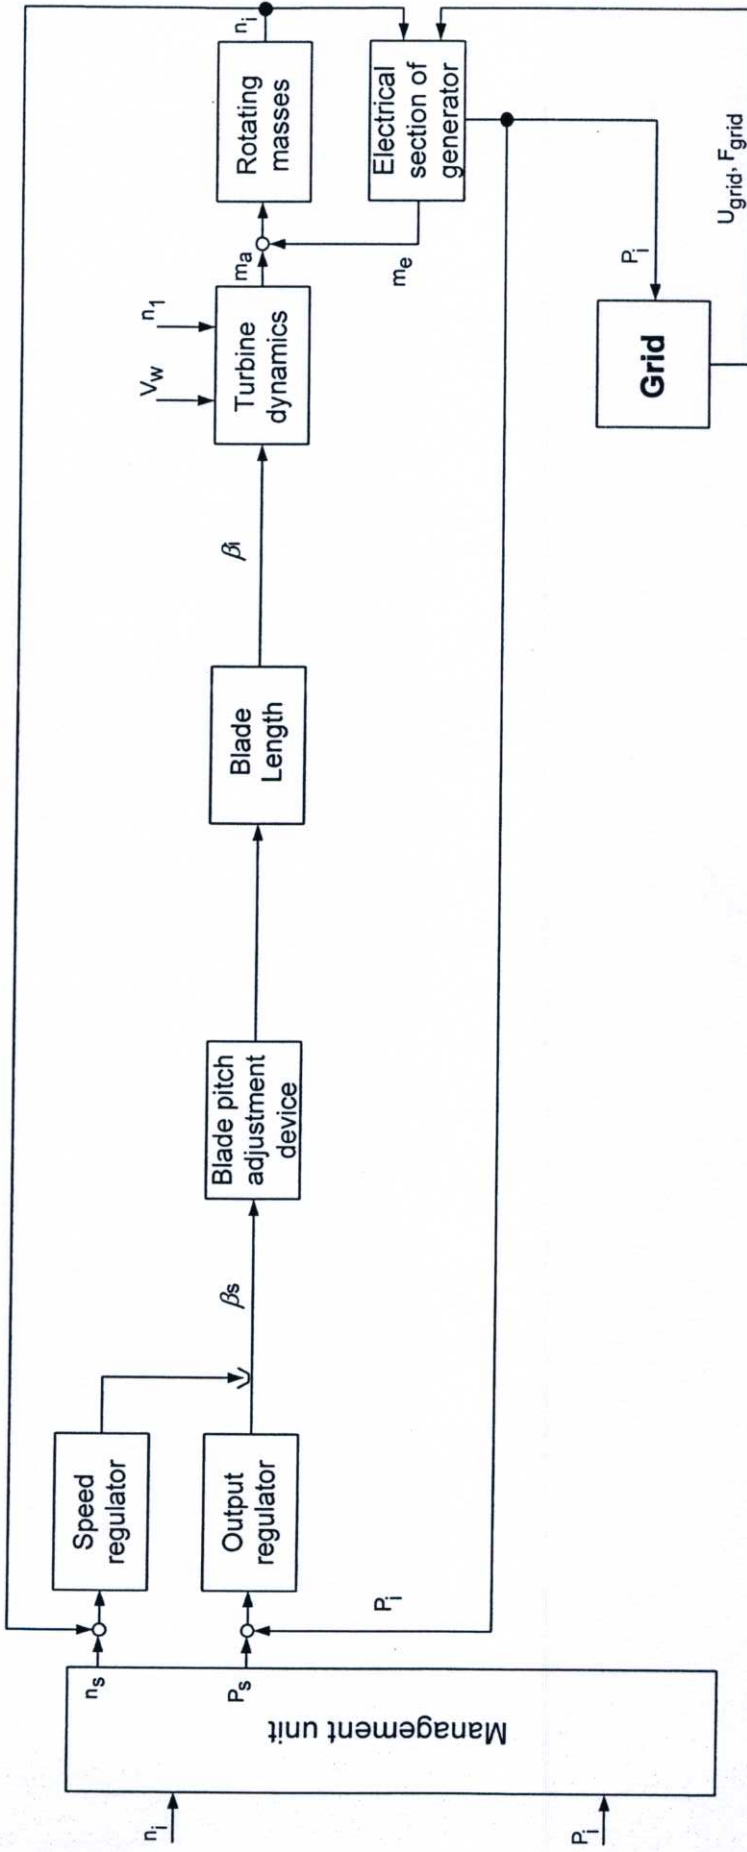 n_i
P_i
Management unit
n_s
P_s
P_i
Speed
regulator
Output
regulator
β_s
Blade pitch
adjustment
device
Blade
Length
β_i
V_w
n_1
Turbine
dynamics
m_a
m_e
Rotating
masses
n_i
Electrical
section of
generator
P_i
Grid
U_grid, F_grid